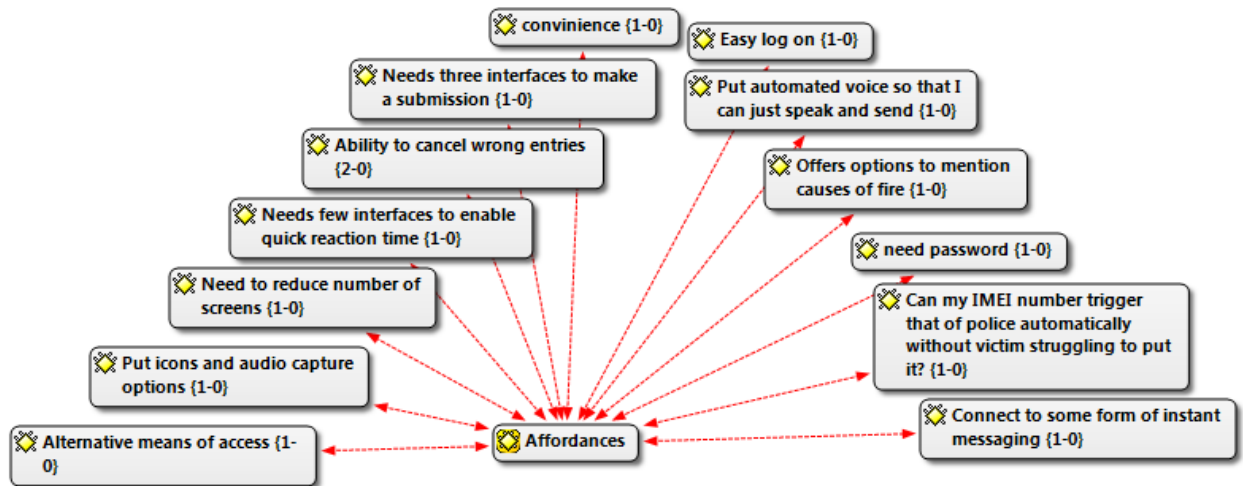 convinience {1-0}
Easy log on {1-0}
Needs three interfaces to make
a submission {1-0}
Put automated voice so that I
can just speak and send {1-0}
Ability to cancel wrong entries
{2-0}
Offers options to mention
causes of fire {1-0}
Needs few interfaces to enable
quick reaction time {1-0}
need password {1-0}
Need to reduce number of
screens {1-0}
Can my IMEI number trigger
that of police automatically
without victim struggling to put
it? {1-0}
Put icons and audio capture
options {1-0}
Connect to some form of instant
messaging {1-0}
Alternative means of access {1-
0}
Affordances